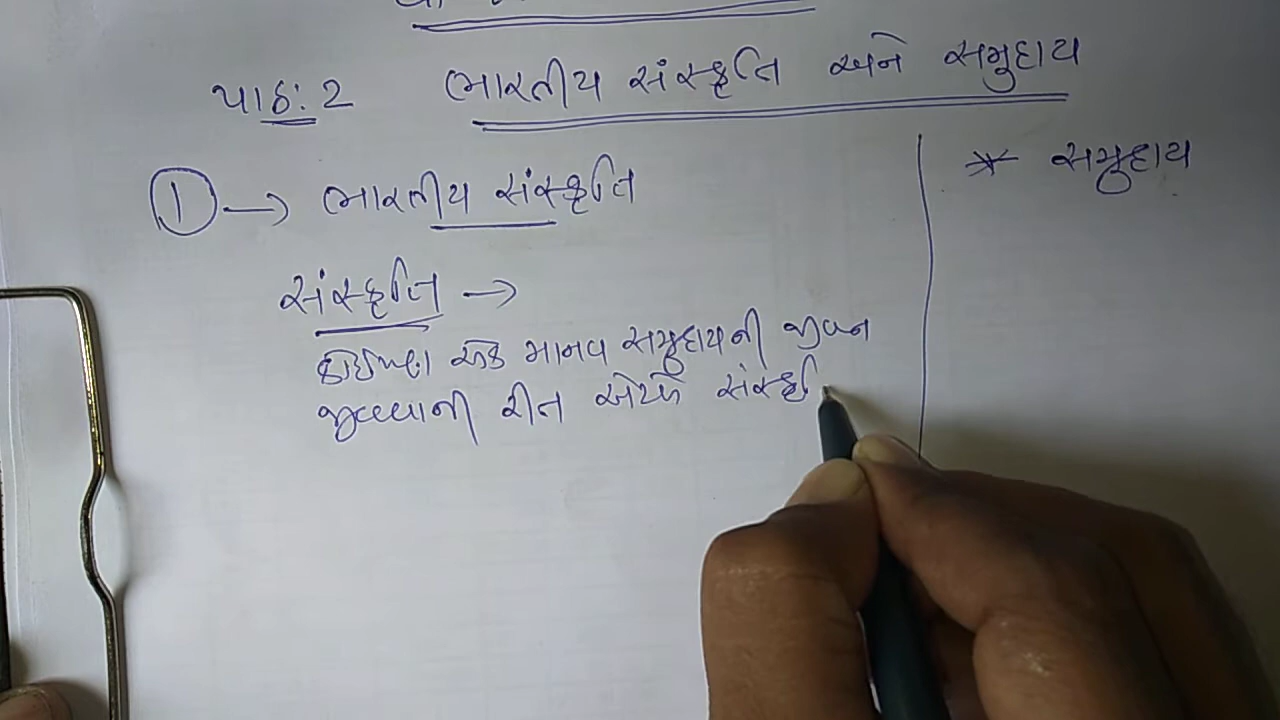 પાઠ: 2 ભારતીય સંસ્કૃતિ અને સમુદાય
① → ભારતીય સંસ્કૃતિ
સંસ્કૃતિ →
કોઈપણ એક માનવ સમુદાયની જીવન
જીવવાની રીત એટલે સંસ્કૃ
* સમુદાય